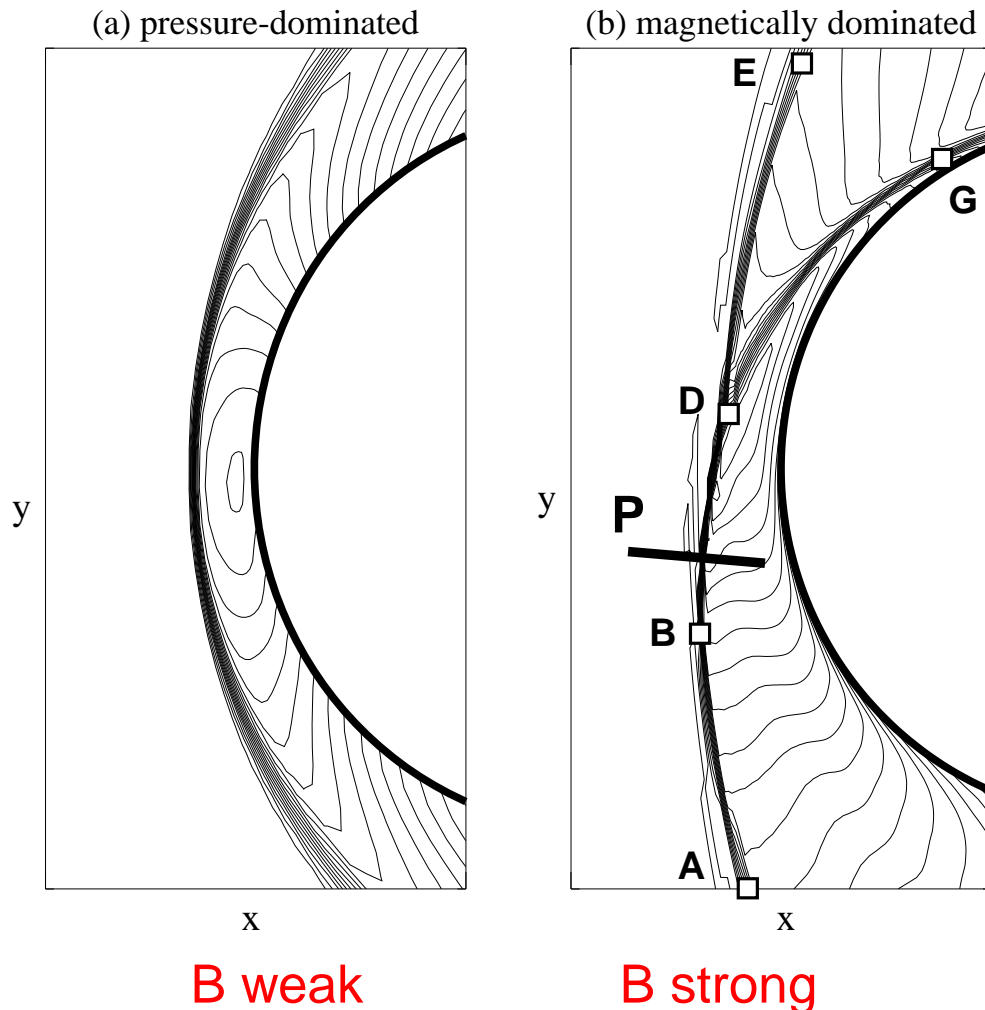 (a) pressure-dominated
(b) magnetically dominated
E
G
D
y
y
P
B
A
x
x
B weak
B strong